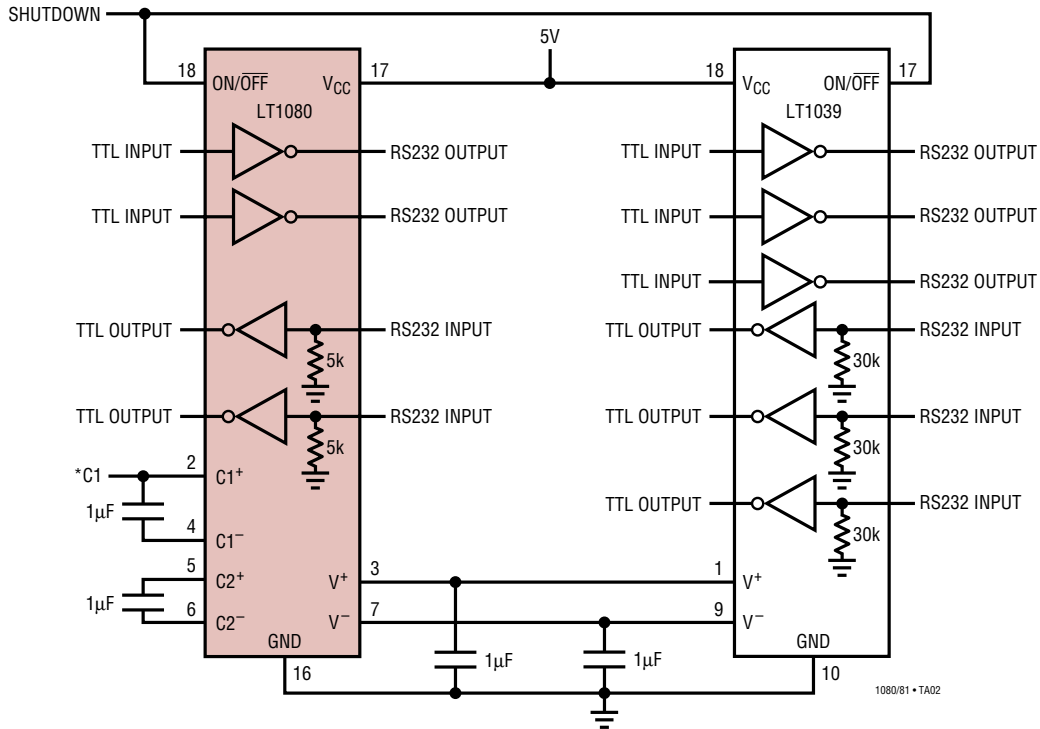 SHUTDOWN
5V
18 ON/OFF VCC 17
18 VCC ON/OFF 17
LT1080
LT1039
TTL INPUT RS232 OUTPUT
TTL INPUT RS232 OUTPUT
TTL INPUT RS232 OUTPUT
TTL INPUT RS232 OUTPUT
TTL INPUT RS232 OUTPUT
TTL OUTPUT RS232 INPUT
5k
TTL OUTPUT RS232 INPUT
30k
TTL OUTPUT RS232 INPUT
5k
TTL OUTPUT RS232 INPUT
30k
TTL OUTPUT RS232 INPUT
30k
*C1 2 C1+
1µF
4 C1−
5 C2+
1µF
6 C2−
V+ 3
1 V+
V− 7
9 V−
GND
16
1µF
1µF
GND
10
1080/81 • TA02